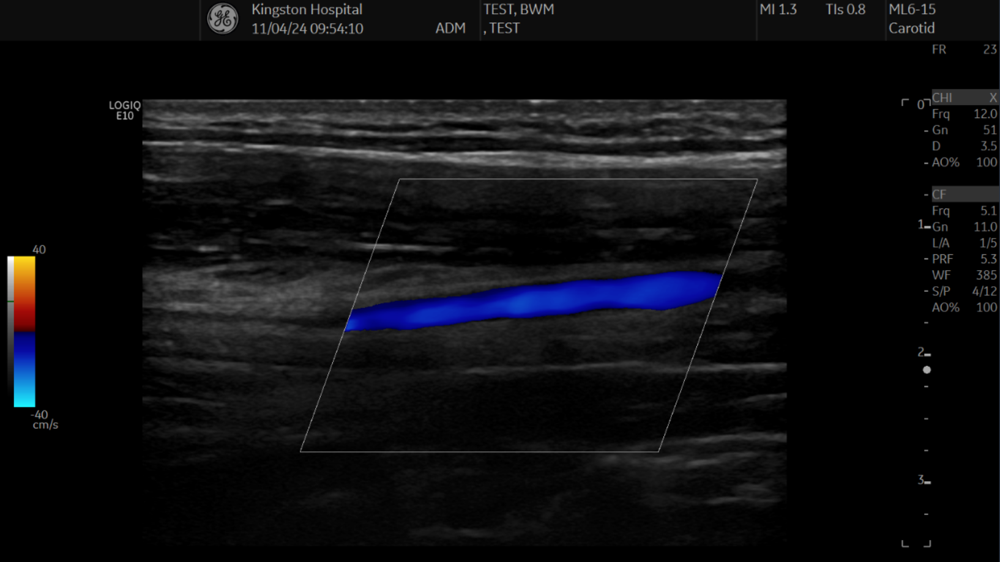 Kingston Hospital
11/04/24 09:54:10 ADM
TEST, BWM
, TEST
MI 1.3 TIs 0.8
ML6-15
Carotid
FR 23
LOGIQ
E10
CHI X
Frq 12.0
Gn 51
D 3.5
AO% 100
CF
Frq 5.1
Gn 11.0
L/A 1/5
PRF 5.3
WF 385
S/P 4/12
AO% 100
0
1
2
3
40
-40
cm/s
GE